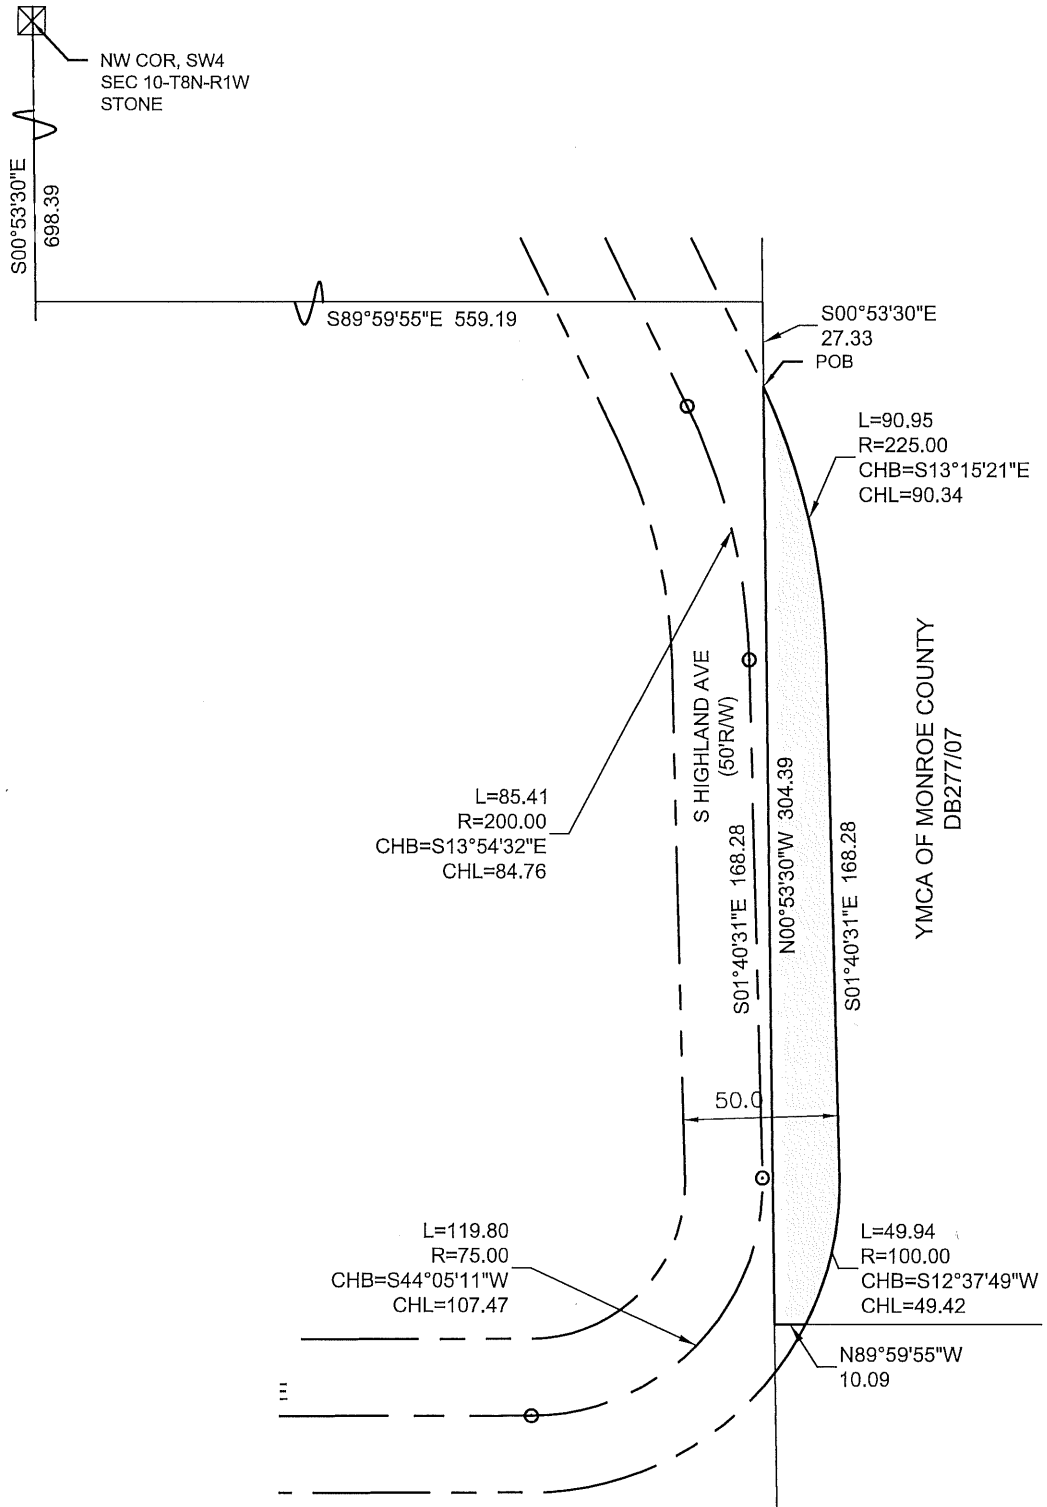 NW COR, SW4
SEC 10-T8N-R1W
STONE
S00°53'30"E
698.39
S89°59'55"E 559.19
S00°53'30"E
27.33
POB
L=90.95
R=225.00
CHB=S13°15'21"E
CHL=90.34
S HIGHLAND AVE
(50'R/W)
YMCA OF MONROE COUNTY
DB277/07
L=85.41
R=200.00
CHB=S13°54'32"E
CHL=84.76
S01°40'31"E 168.28
N00°53'30"W 304.39
S01°40'31"E 168.28
50.0
L=119.80
R=75.00
CHB=S44°05'11"W
CHL=107.47
L=49.94
R=100.00
CHB=S12°37'49"W
CHL=49.42
N89°59'55"W
10.09